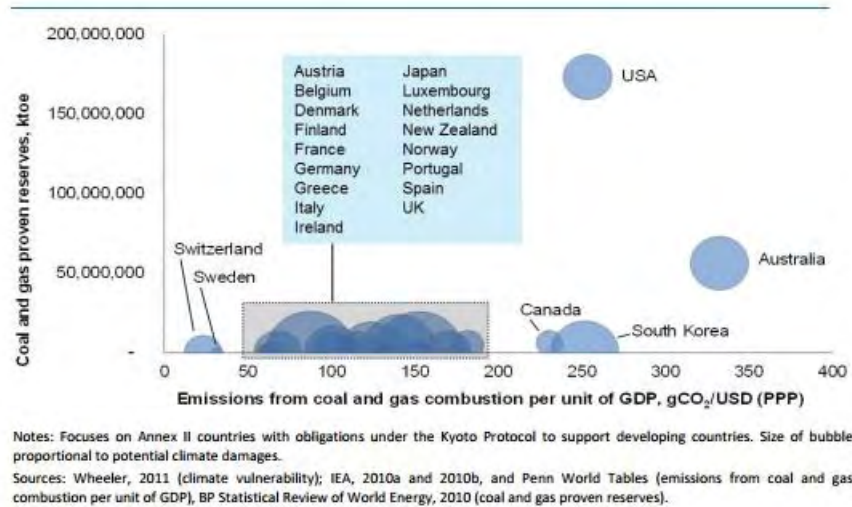 Coal and gas proven reserves, ktoe
200,000,000
150,000,000
100,000,000
50,000,000
-
Austria
Belgium
Denmark
Finland
France
Germany
Greece
Italy
Ireland
Japan
Luxembourg
Netherlands
New Zealand
Norway
Portugal
Spain
UK
USA
Australia
Switzerland
Sweden
Canada
South Korea
0 50 100 150 200 250 300 350 400
Emissions from coal and gas combustion per unit of GDP, gCO₂/USD (PPP)
Notes: Focuses on Annex II countries with obligations under the Kyoto Protocol to support developing countries. Size of bubble
proportional to potential climate damages.
Sources: Wheeler, 2011 (climate vulnerability); IEA, 2010a and 2010b, and Penn World Tables (emissions from coal and gas
combustion per unit of GDP), BP Statistical Review of World Energy, 2010 (coal and gas proven reserves).